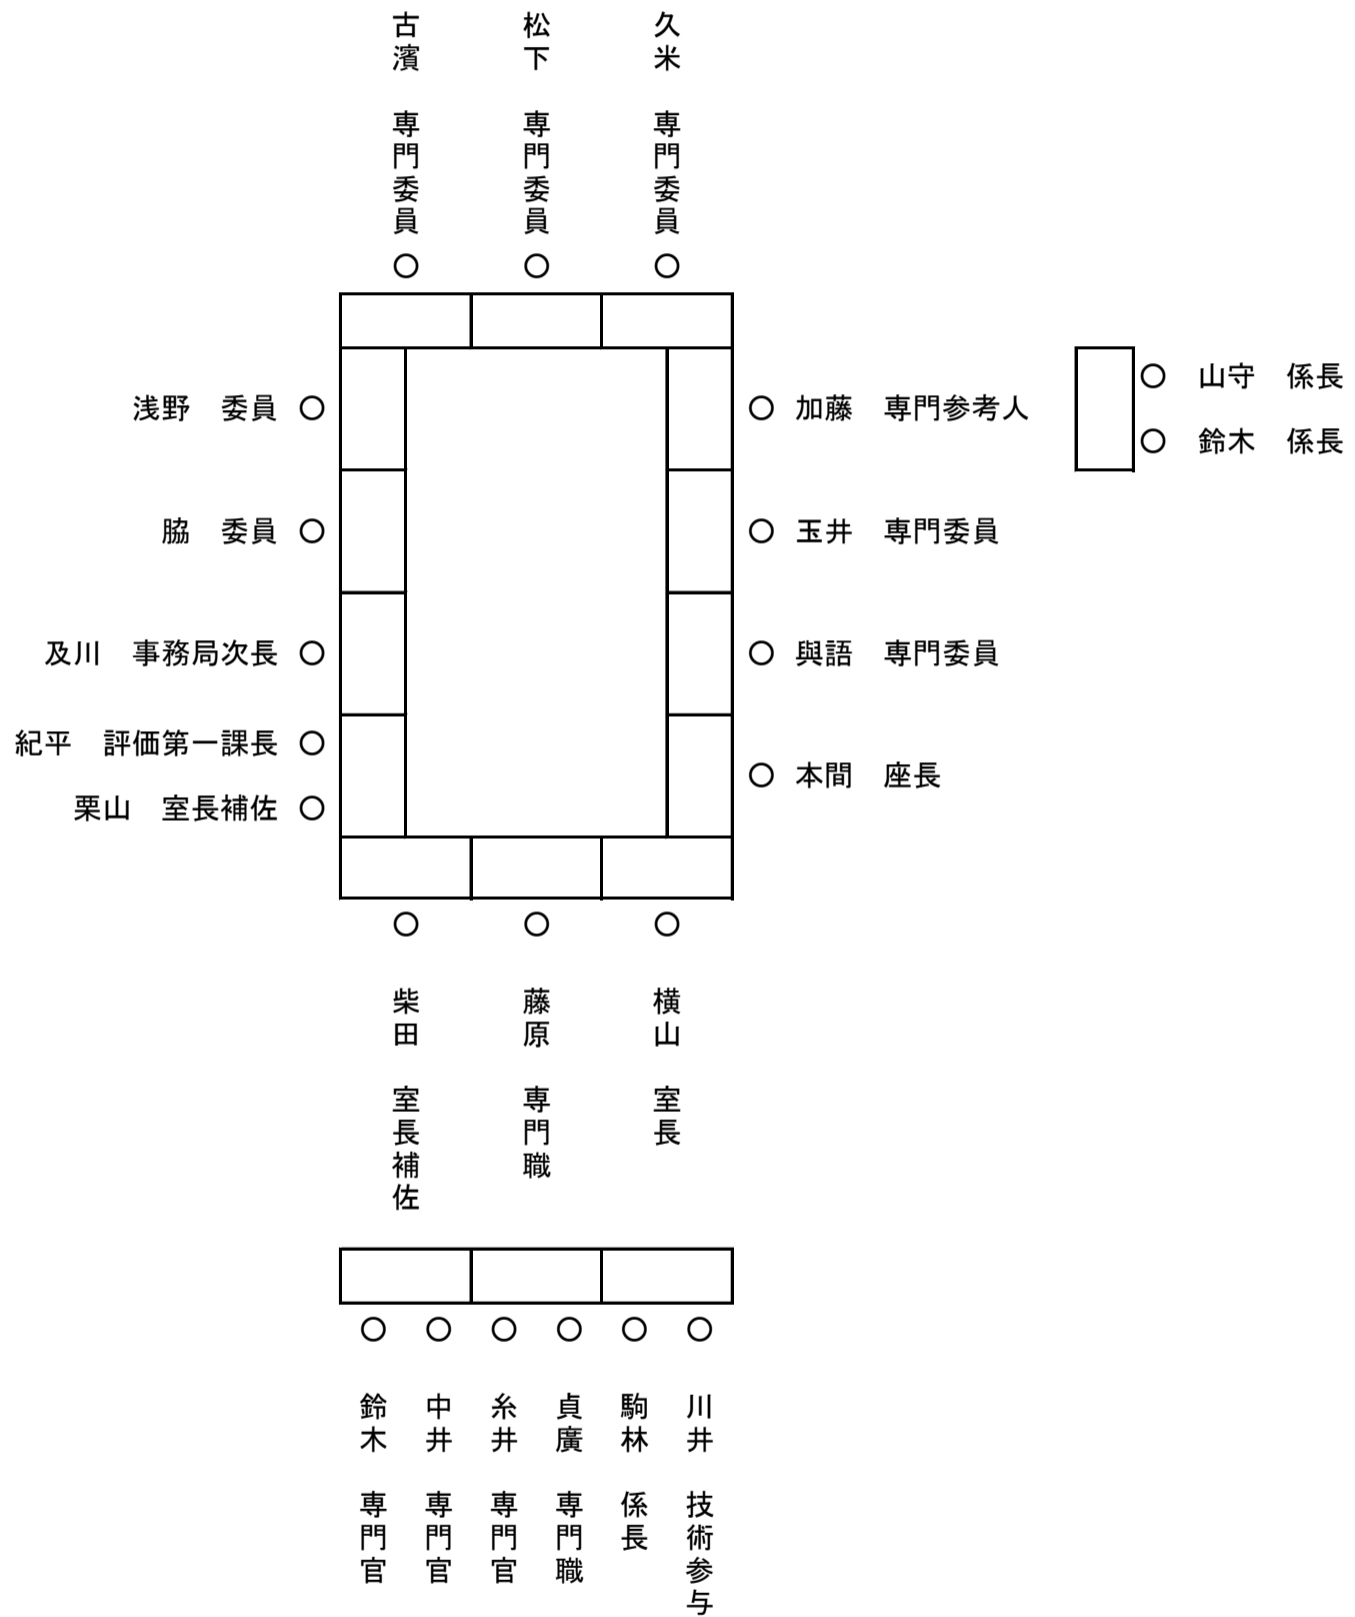 古濱　専門委員
松下　専門委員
久米　専門委員
浅野　委員
脇　委員
及川　事務局次長
紀平　評価第一課長
栗山　室長補佐
加藤　専門参考人
玉井　専門委員
與語　専門委員
本間　座長
山守　係長
鈴木　係長
柴田　室長補佐
藤原　専門職
横山　室長
鈴木　専門官
中井　専門官
糸井　専門官
貞廣　専門職
駒林　係長
川井　技術参与